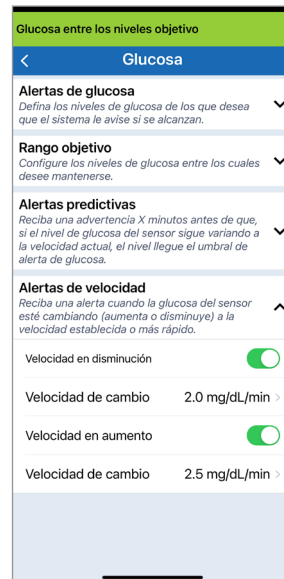 Glucosa entre los niveles objetivo
Glucosa
Alertas de glucosa
Defina los niveles de glucosa de los que desea
que el sistema le avise si se alcanzan.
Rango objetivo
Configure los niveles de glucosa entre los cuales
desee mantenerse.
Alertas predictivas
Reciba una advertencia X minutos antes de que,
si el nivel de glucosa del sensor sigue variando a
la velocidad actual, el nivel llegue el umbral de
alerta de glucosa.
Alertas de velocidad
Reciba una alerta cuando la glucosa del sensor
esté cambiando (aumenta o disminuye) a la
velocidad establecida o más rápido.
Velocidad en disminución
Velocidad de cambio 2.0 mg/dL/min
Velocidad en aumento
Velocidad de cambio 2.5 mg/dL/min